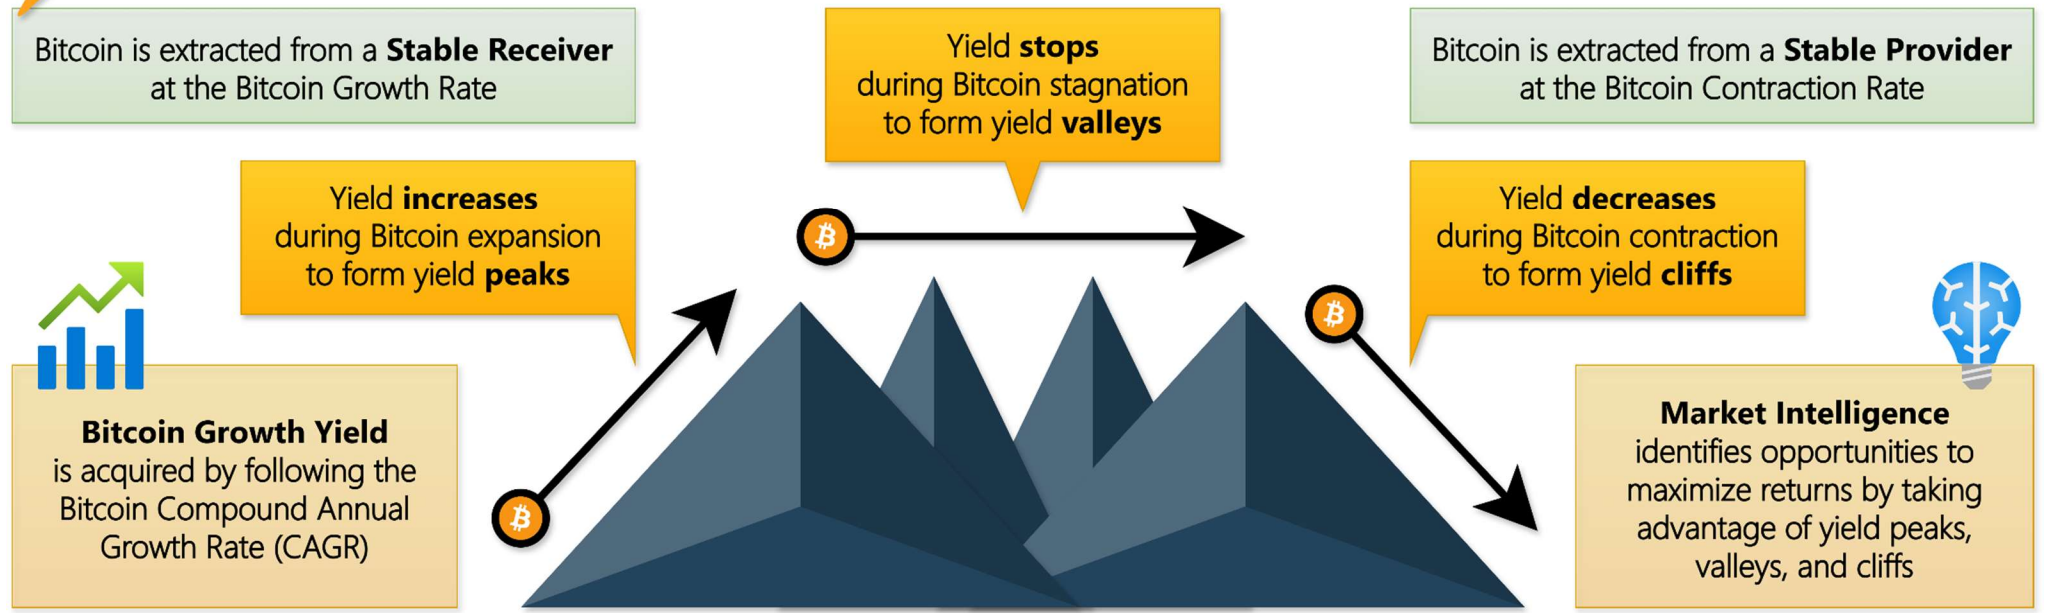 Bitcoin is extracted from a Stable Receiver
at the Bitcoin Growth Rate
Yield stops
during Bitcoin stagnation
to form yield valleys
Bitcoin is extracted from a Stable Provider
at the Bitcoin Contraction Rate
Yield increases
during Bitcoin expansion
to form yield peaks
Yield decreases
during Bitcoin contraction
to form yield cliffs
Bitcoin Growth Yield
is acquired by following the
Bitcoin Compound Annual
Growth Rate (CAGR)
Market Intelligence
identifies opportunities to
maximize returns by taking
advantage of yield peaks,
valleys, and cliffs